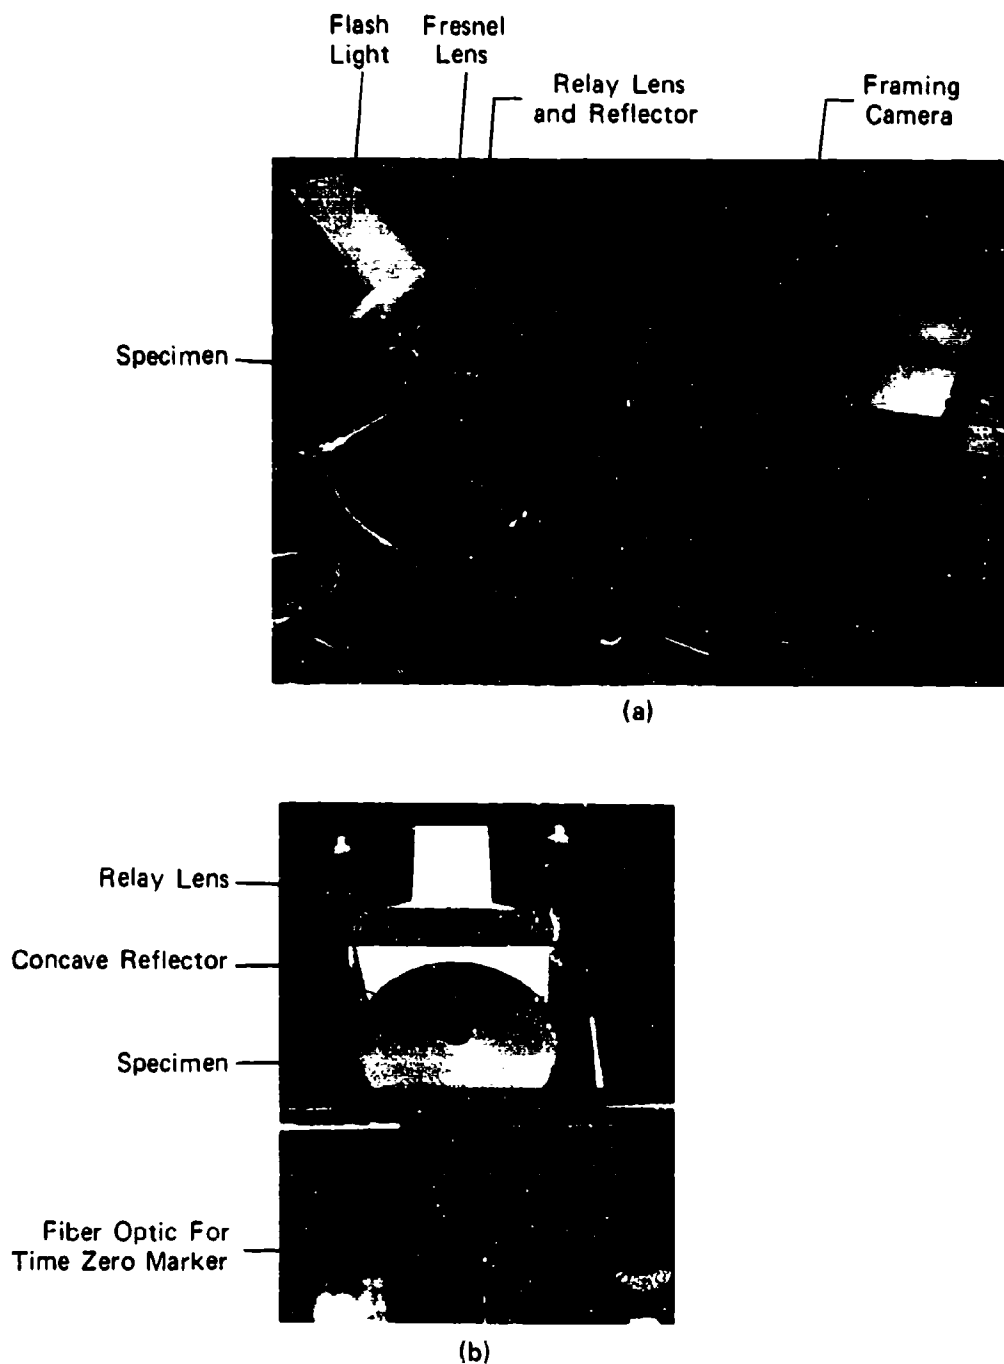 Flash
Light
Fresnel
Lens
Relay Lens
and Reflector
Framing
Camera
Specimen
(a)
Relay Lens
Concave Reflector
Specimen
Fiber Optic For
Time Zero Marker
(b)